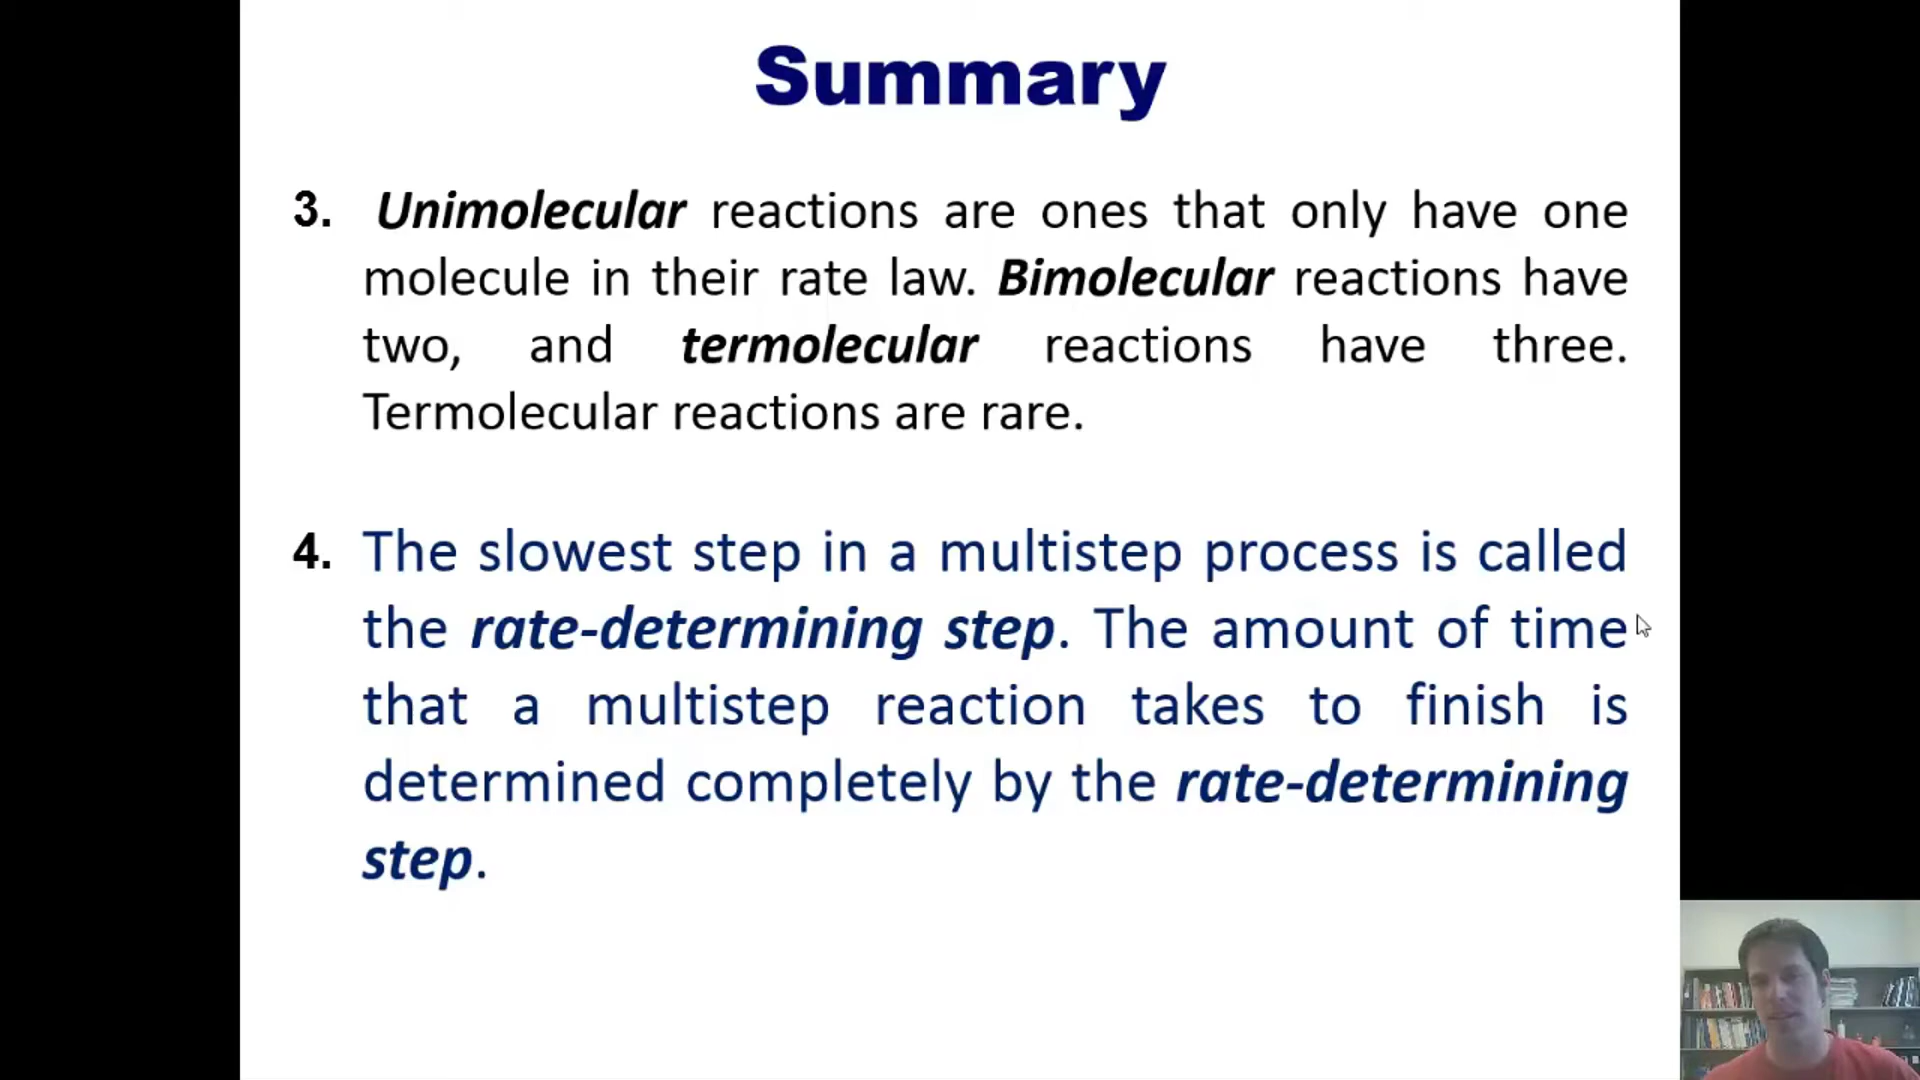 Summary
3. Unimolecular reactions are ones that only have one
molecule in their rate law. Bimolecular reactions have
two, and termolecular reactions have three.
Termolecular reactions are rare.
4. The slowest step in a multistep process is called
the rate-determining step. The amount of time
that a multistep reaction takes to finish is
determined completely by the rate-determining
step.